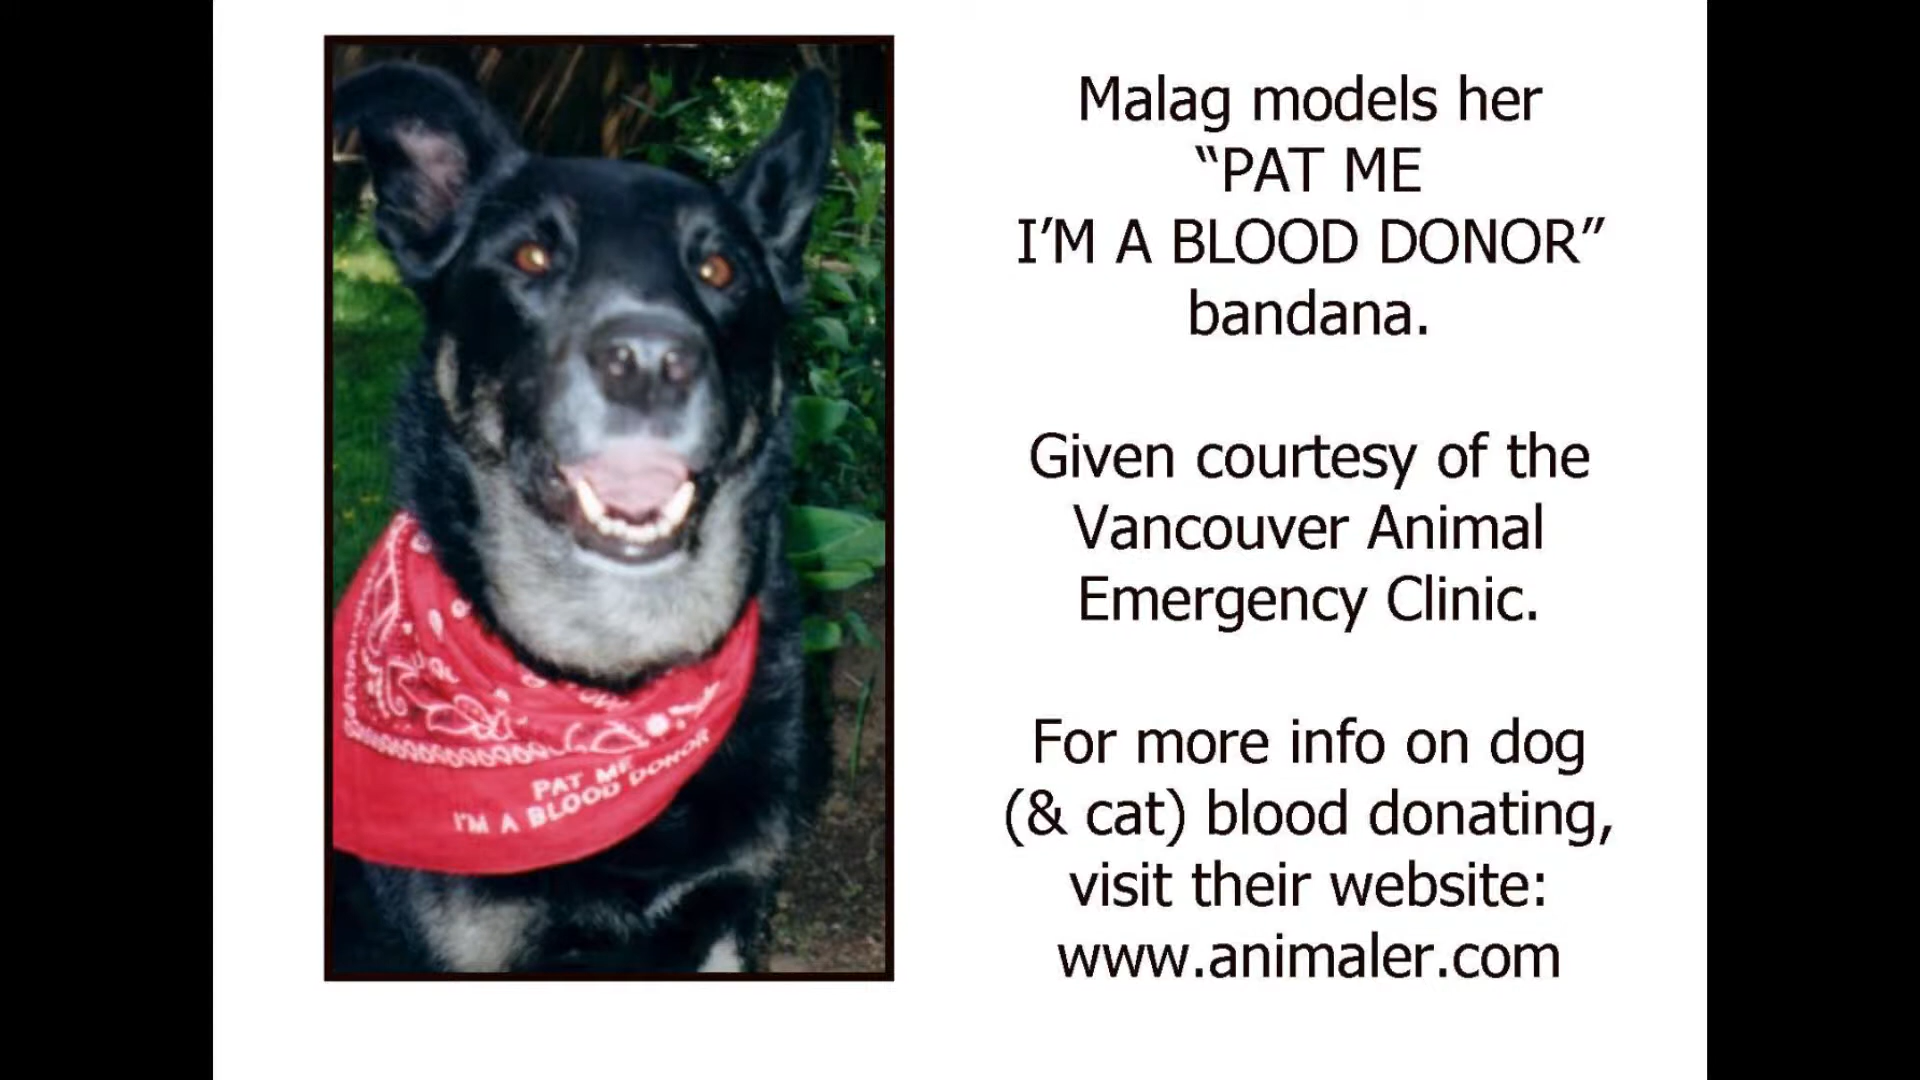 Malag models her
“PAT ME
I’M A BLOOD DONOR”
bandana.
Given courtesy of the
Vancouver Animal
Emergency Clinic.
For more info on dog
(& cat) blood donating,
visit their website:
www.animaler.com
PAT ME
I'M A BLOOD DONOR